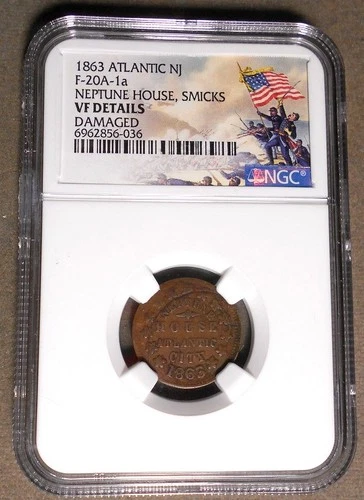 1863 ATLANTIC NJ
F-20A-1a
NEPTUNE HOUSE, SMICKS
VF DETAILS
DAMAGED
6962856-036
NGC®
HOUSE
ATLANTIC
CITY
1863